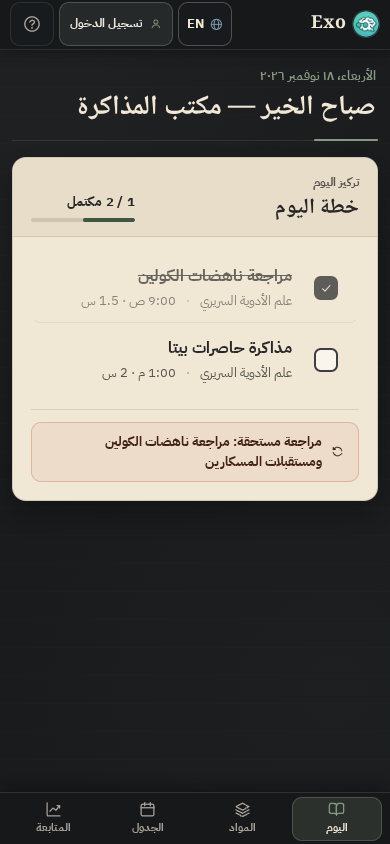 Exo
EN
تسجيل الدخول
الأربعاء، ١٨ نوفمبر ٢٠٢٦
صباح الخير — مكتب المذاكرة
تركيز اليوم
خطة اليوم
1 / 2 مكتمل
مراجعة ناهضات الكولين
علم الأدوية السريري · 9:00 ص · 1.5 س
مذاكرة حاصرات بيتا
علم الأدوية السريري · 1:00 م · 2 س
مراجعة مستحقة: مراجعة ناهضات الكولين
ومستقبلات المسكارين
اليوم
المواد
الجدول
المتابعة